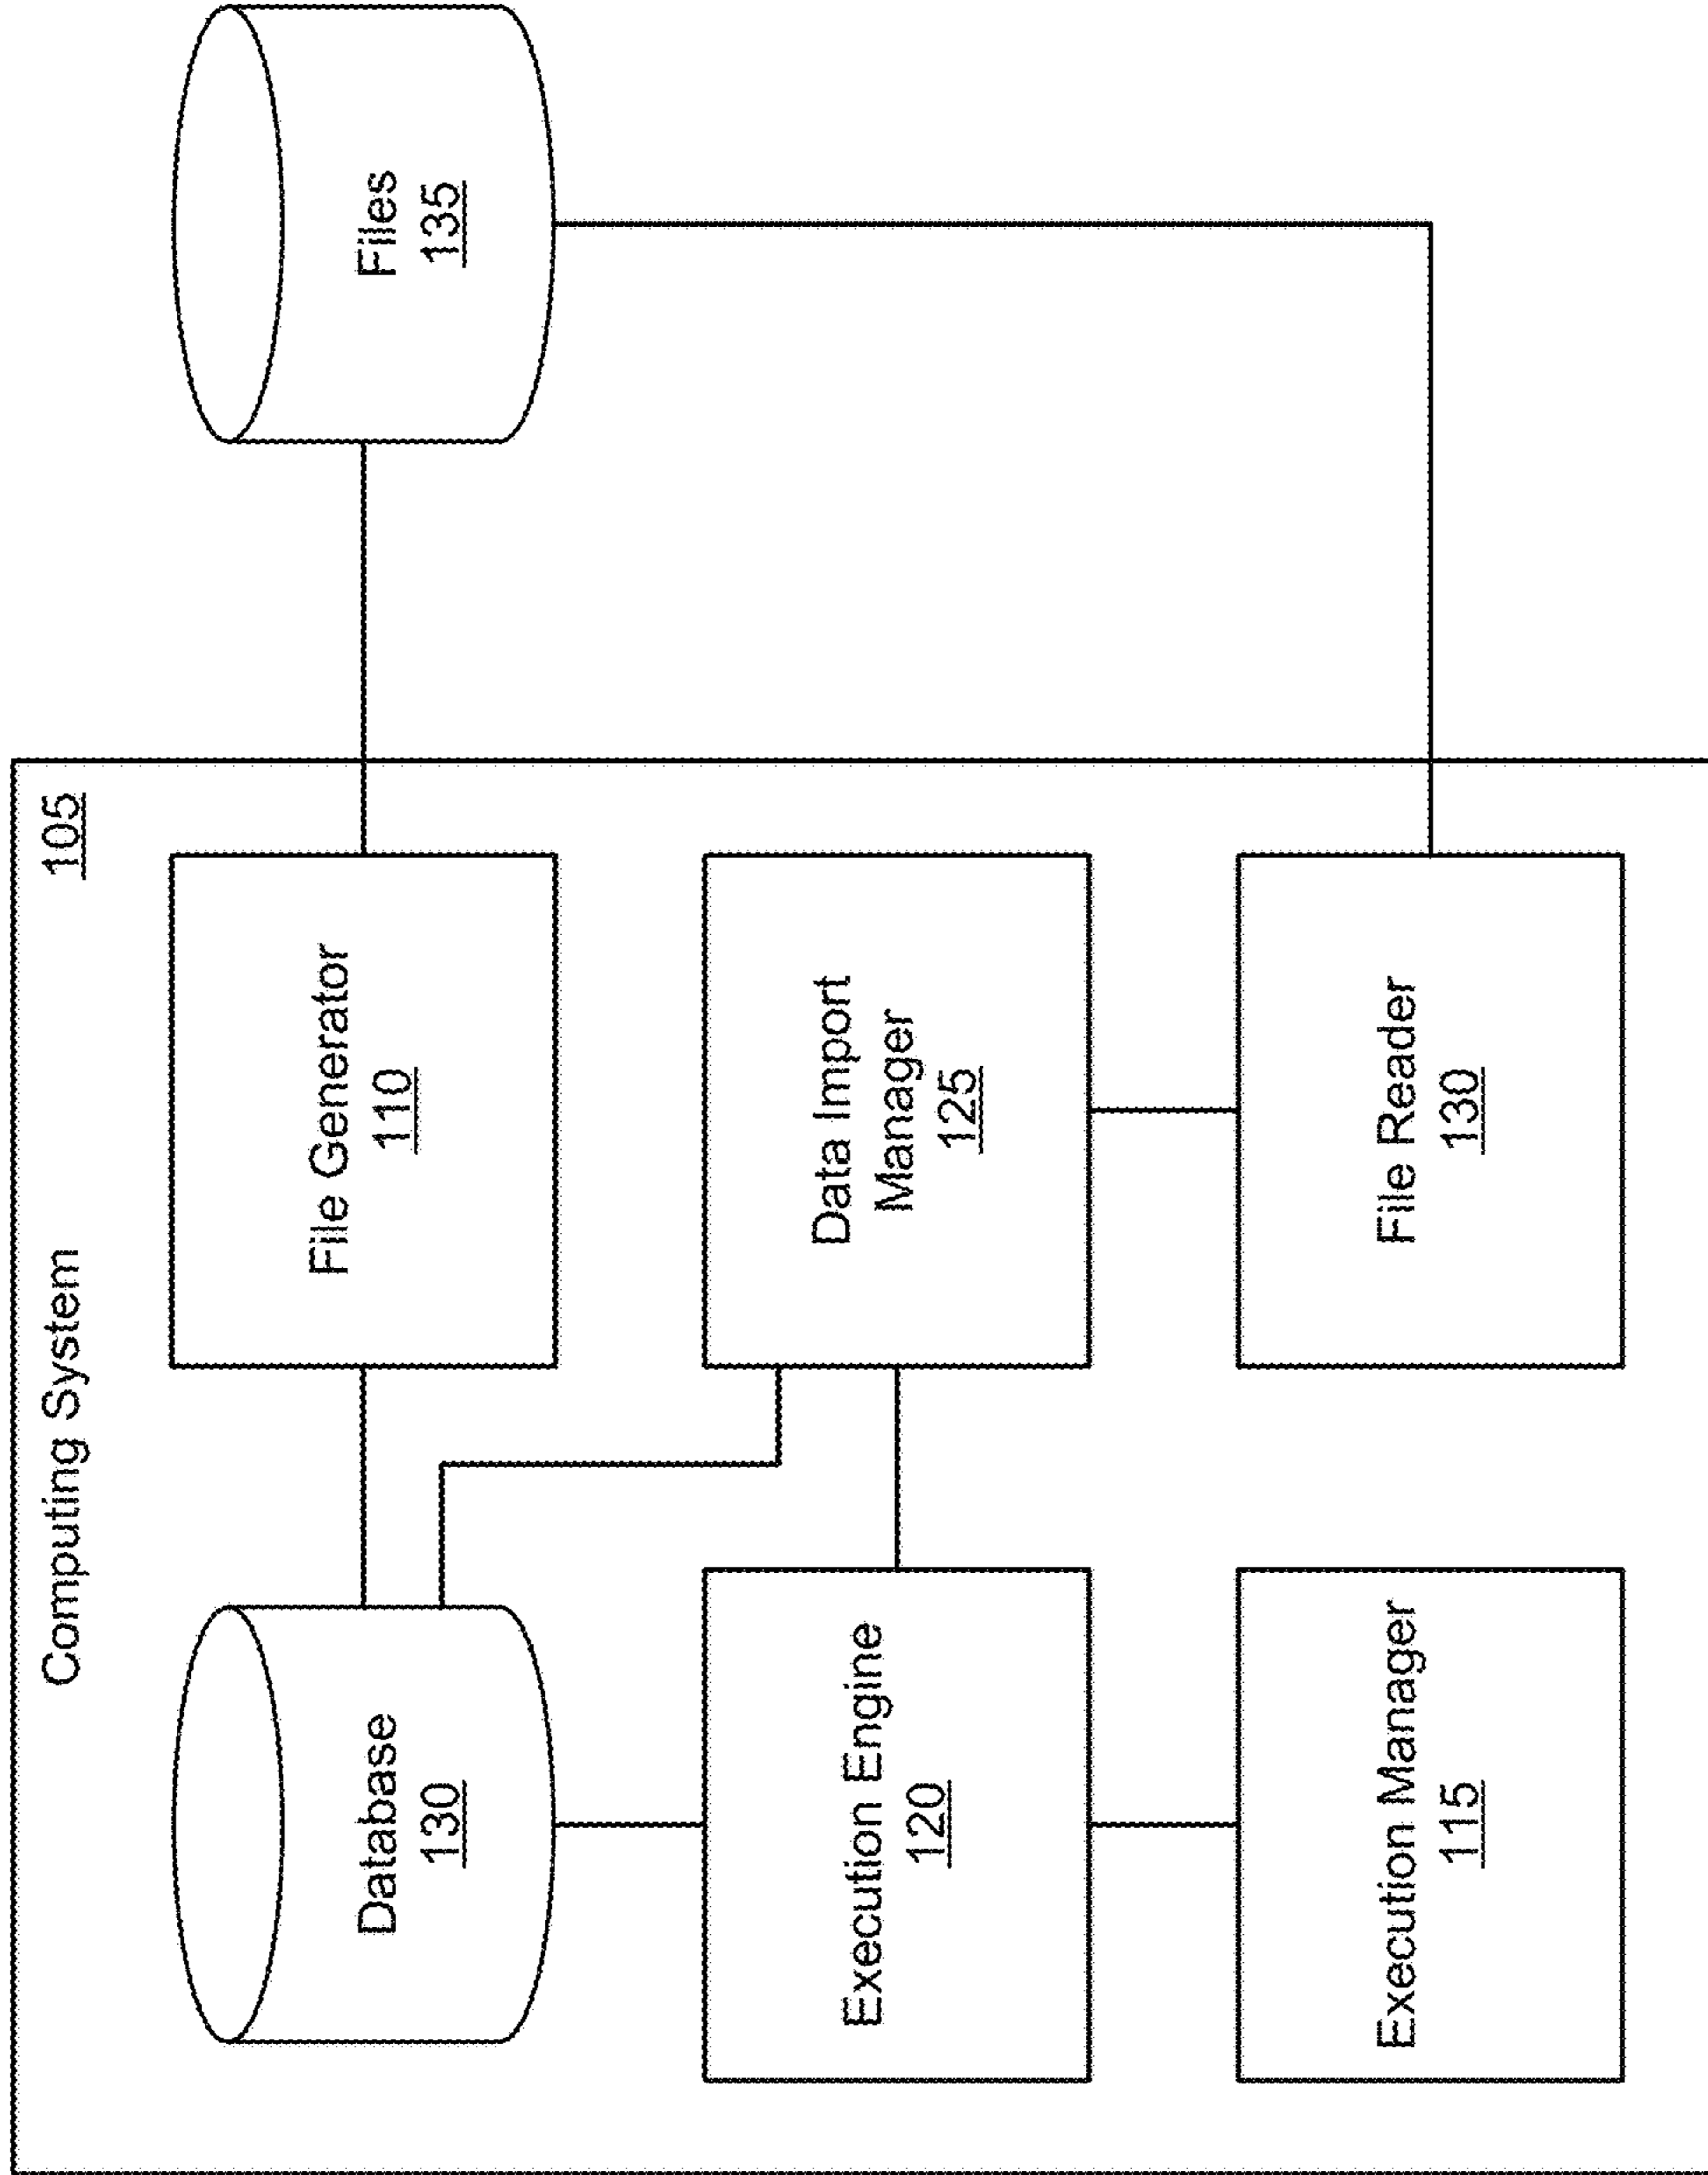 Computing System
105
Database
130
File Generator
110
Files
135
Execution Engine
120
Data Import
Manager
125
Execution Manager
115
File Reader
130